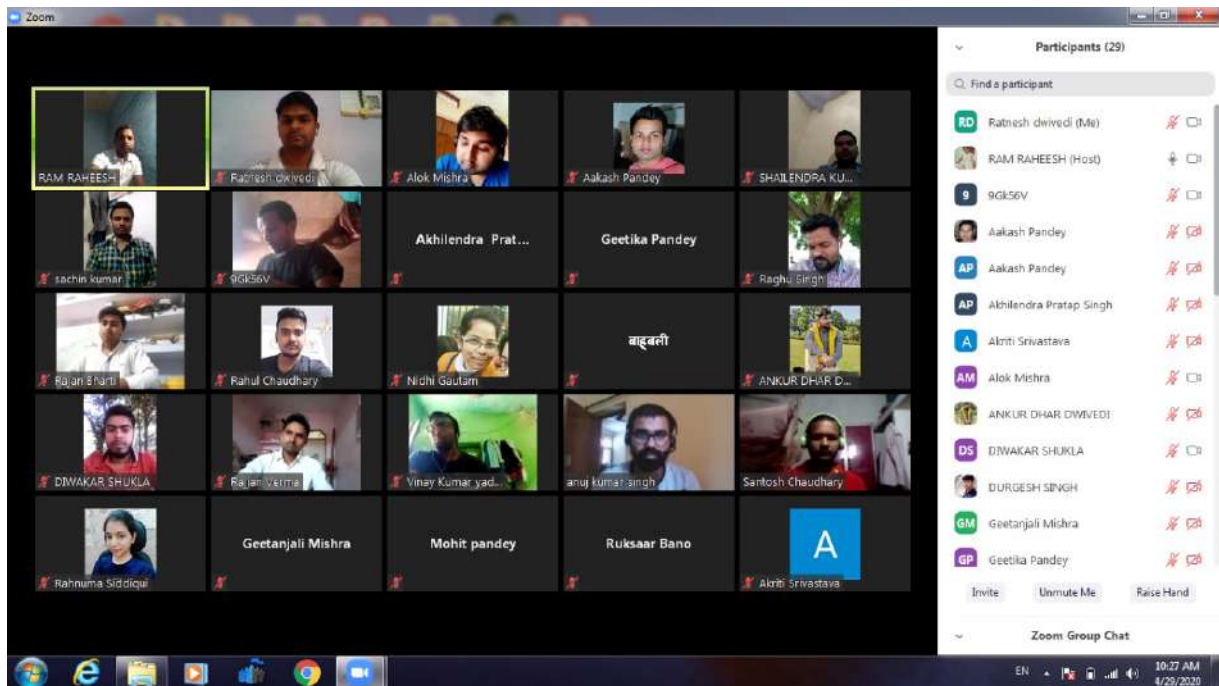 Zoom
RAM RAHEESH
Ratnesh dwivedi
Alok Mishra
Aakash Pandey
SHAILENDRA KU...
sachin kumar
9Gk56V
Akhilendra Prat...
Geetika Pandey
Raghu Singh
Rajan Bharti
Rahul Chaudhary
Nidhi Gautam
बाहूबली
ANKUR DHAR D...
DIWAKAR SHUKLA
Rajjan Verma
Vinay Kumar yad...
anuj kumar singh
Santosh Chaudhary
Rahnuma Siddiqui
Geetanjali Mishra
Mohit pandey
Ruksaar Bano
A
Akriti Srivastava
Participants (29)
Find a participant
RD Ratnesh dwivedi (Me)
RAM RAHEESH (Host)
9 9Gk56V
Aakash Pandey
AP Aakash Pandey
AP Akhilendra Pratap Singh
A Akriti Srivastava
AM Alok Mishra
ANKUR DHAR DWIVEDI
DS DIWAKAR SHUKLA
DURGESH SINGH
GM Geetanjali Mishra
GP Geetika Pandey
Invite Unmute Me Raise Hand
Zoom Group Chat
EN 10:27 AM
4/29/2020